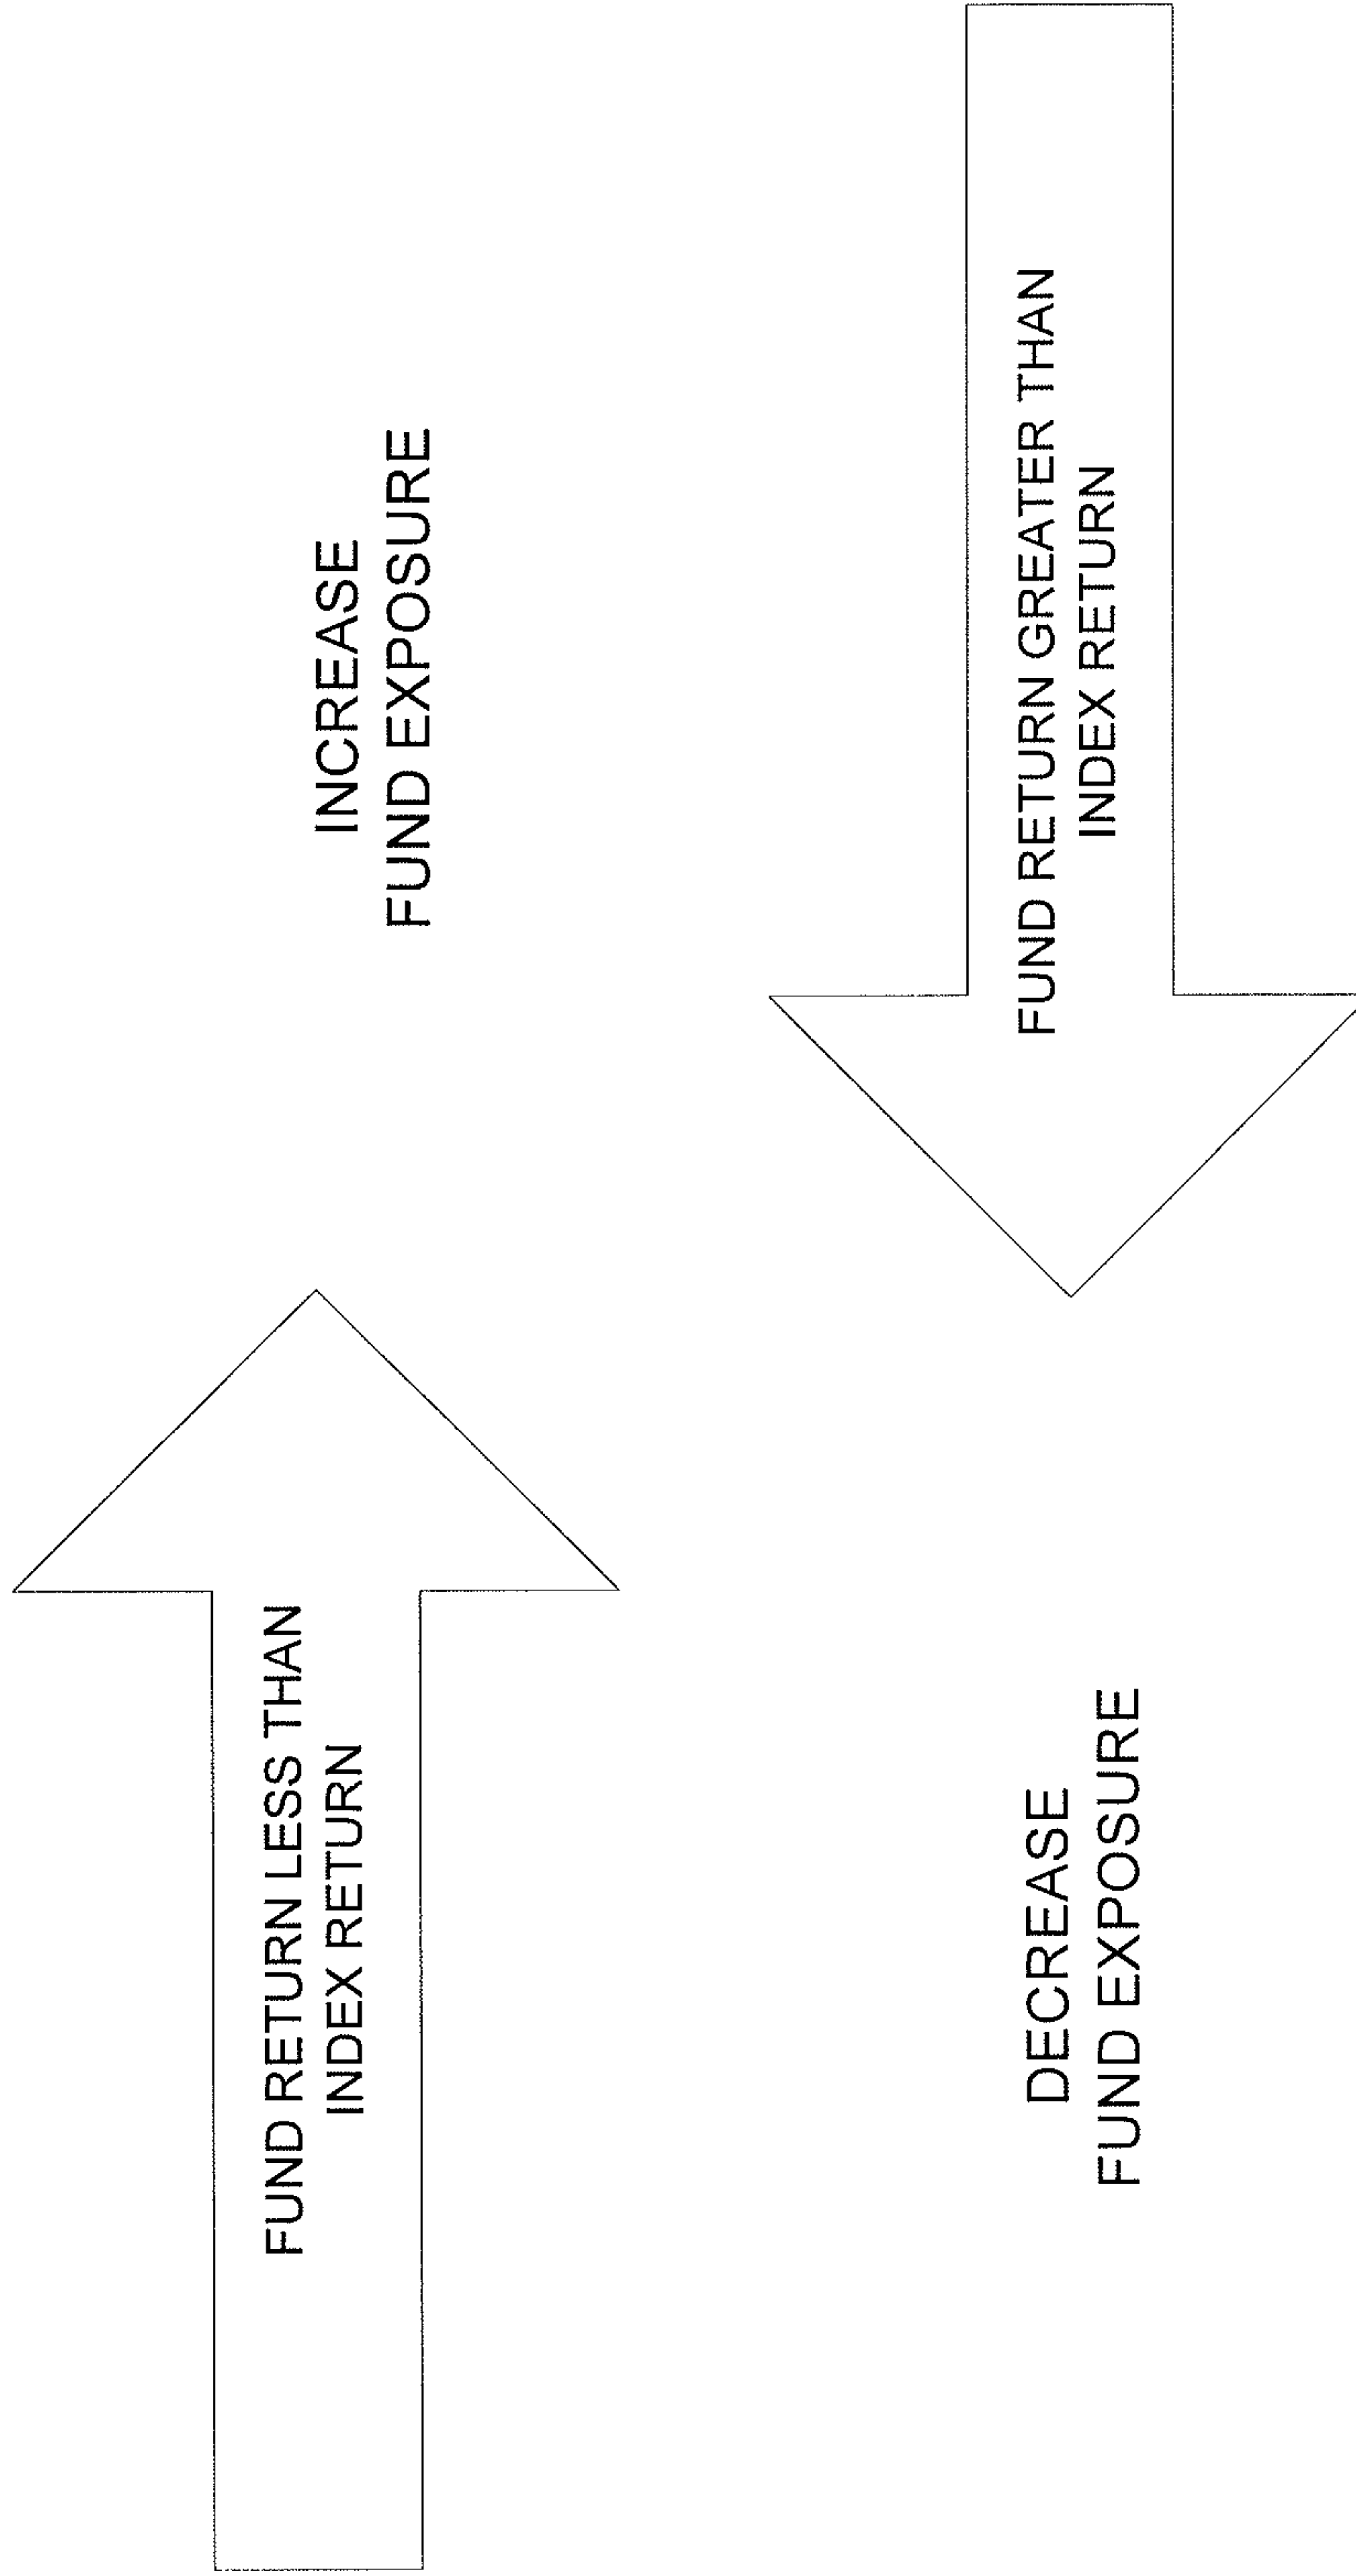 FUND RETURN LESS THAN
INDEX RETURN
INCREASE
FUND EXPOSURE
DECREASE
FUND EXPOSURE
FUND RETURN GREATER THAN
INDEX RETURN